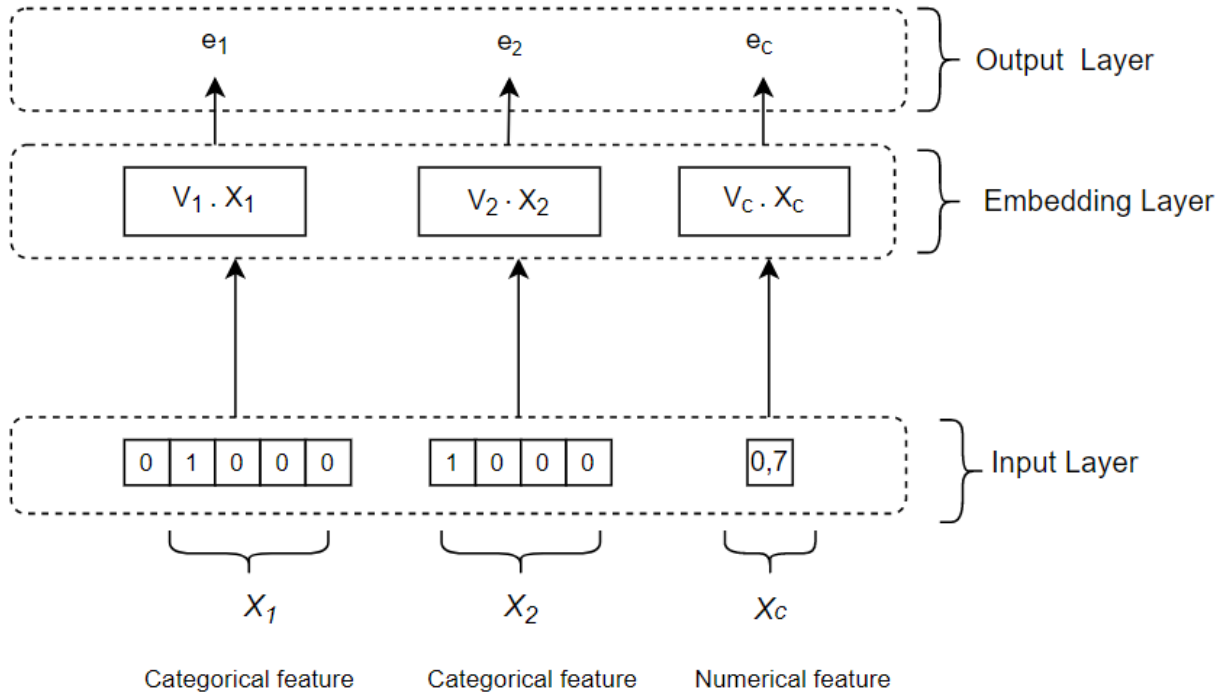 e1 e2 ec Output Layer
V1 . X1 V2 . X2 Vc . Xc Embedding Layer
0 1 0 0 0 1 0 0 0 0,7 Input Layer
X1 X2 Xc
Categorical feature Categorical feature Numerical feature